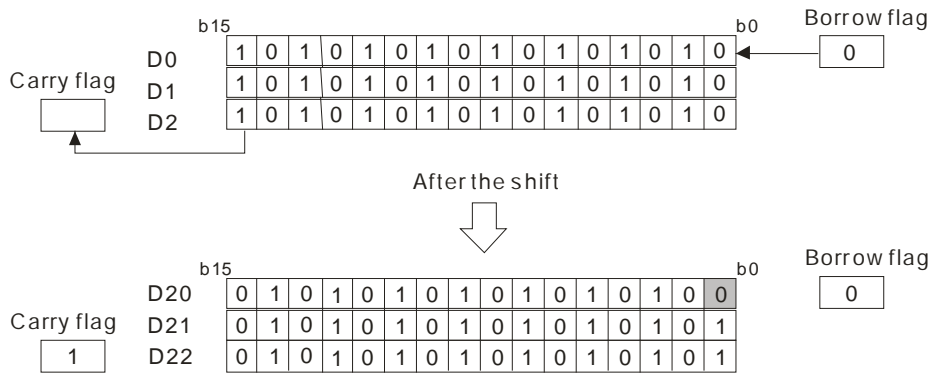 b15 b0 Borrow flag
D0 1 0 1 0 1 0 1 0 1 0 1 0 1 0 1 0 0
Carry flag D1 1 0 1 0 1 0 1 0 1 0 1 0 1 0 1 0
D2 1 0 1 0 1 0 1 0 1 0 1 0 1 0 1 0
After the shift
b15 b0 Borrow flag
D20 0 1 0 1 0 1 0 1 0 1 0 1 0 1 0 0 0
Carry flag D21 0 1 0 1 0 1 0 1 0 1 0 1 0 1 0 1
1 D22 0 1 0 1 0 1 0 1 0 1 0 1 0 1 0 1